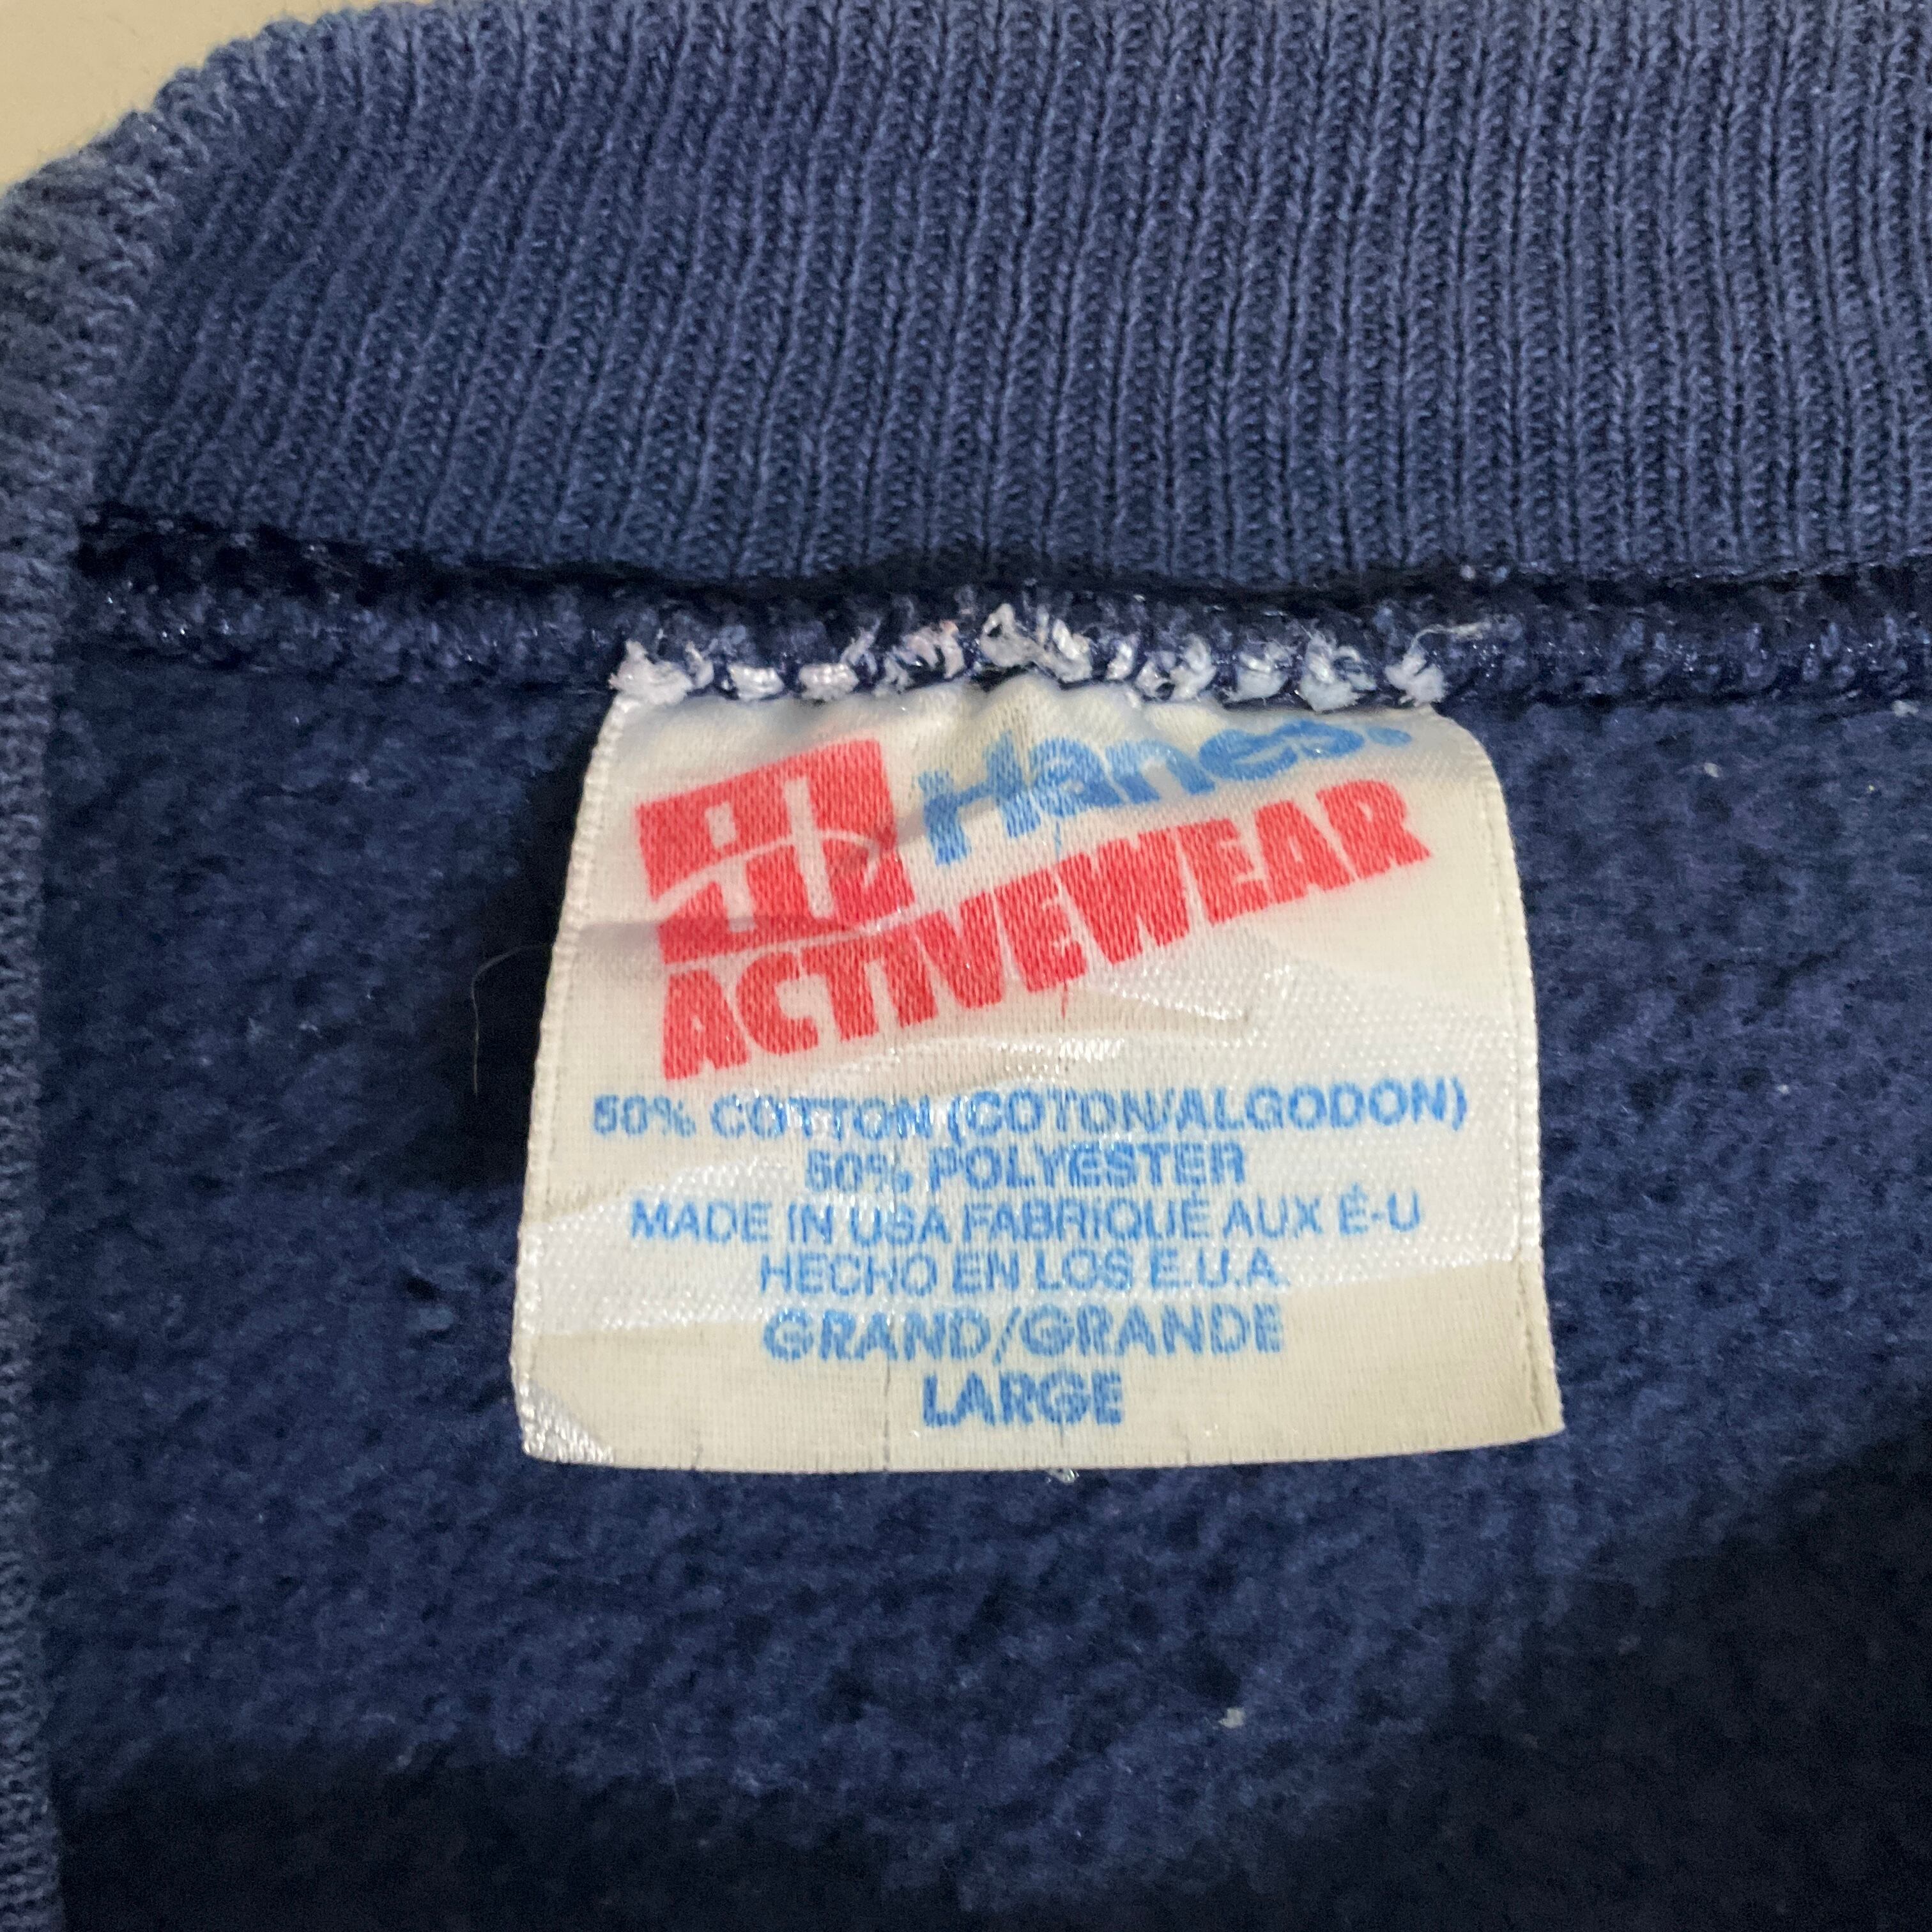 Hanes.
ACTIVEWEAR
50% COTTON (COTON/ALGODON)
50% POLYESTER
MADE IN USA FABRIQUÉ AUX É-U
HECHO EN LOS E.U.A.
GRAND/GRANDE
LARGE